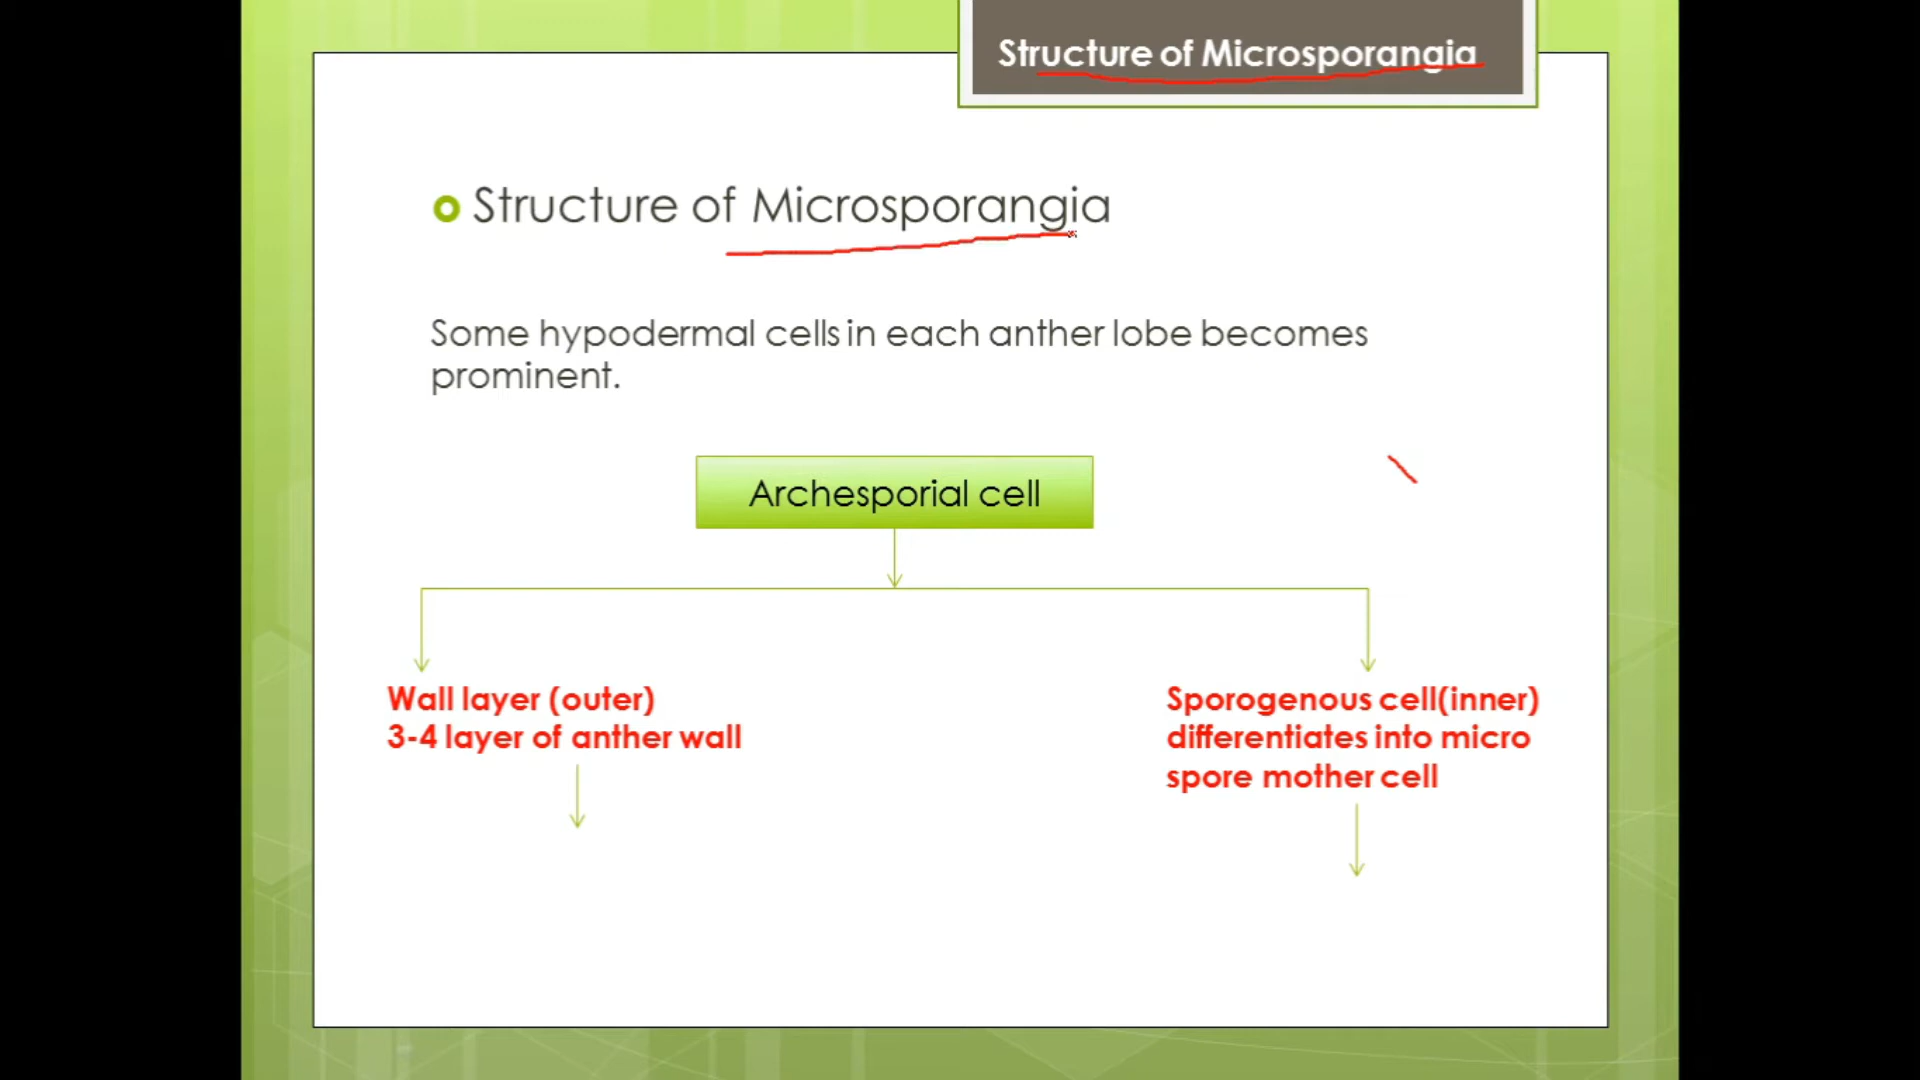 Structure of Microsporangia
Structure of Microsporangia
Some hypodermal cells in each anther lobe becomes
prominent.
Archesporial cell
Wall layer (outer)
3-4 layer of anther wall
Sporogenous cell(inner)
differentiates into micro
spore mother cell